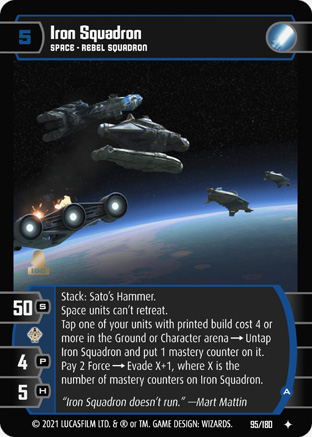 5
Iron Squadron
SPACE - REBEL SQUADRON
50 S
4 P
5 H
Stack: Sato's Hammer.
Space units can't retreat.
Tap one of your units with printed build cost 4 or
more in the Ground or Character arena → Untap
Iron Squadron and put 1 mastery counter on it.
Pay 2 Force → Evade X+1, where X is the
number of mastery counters on Iron Squadron.
"Iron Squadron doesn't run." —Mart Mattin
A
© 2021 LUCASFILM LTD. & ® or TM. GAME DESIGN: WIZARDS.
95/180